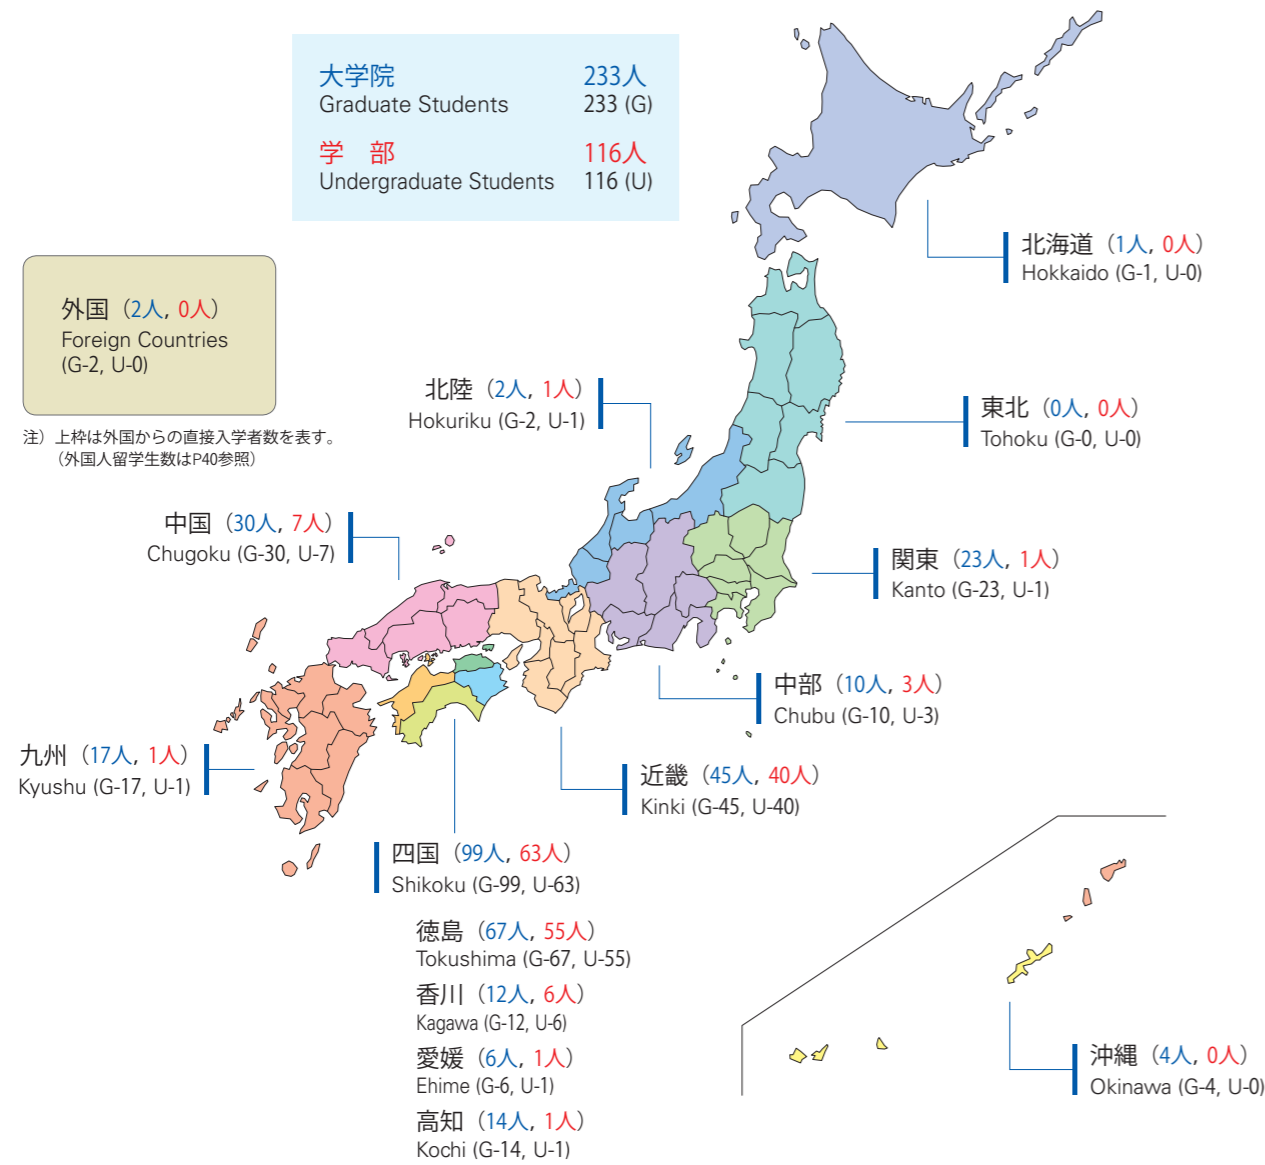 大学院 233人
Graduate Students 233 (G)
学 部 116人
Undergraduate Students 116 (U)
北海道（1人, 0人）
Hokkaido (G-1, U-0)
外国（2人, 0人）
Foreign Countries
(G-2, U-0)
注）上枠は外国からの直接入学者数を表す。
（外国人留学生数はP40参照）
北陸（2人, 1人）
Hokuriku (G-2, U-1)
東北（0人, 0人）
Tohoku (G-0, U-0)
中国（30人, 7人）
Chugoku (G-30, U-7)
関東（23人, 1人）
Kanto (G-23, U-1)
中部（10人, 3人）
Chubu (G-10, U-3)
九州（17人, 1人）
Kyushu (G-17, U-1)
近畿（45人, 40人）
Kinki (G-45, U-40)
四国（99人, 63人）
Shikoku (G-99, U-63)
徳島（67人, 55人）
Tokushima (G-67, U-55)
香川（12人, 6人）
Kagawa (G-12, U-6)
愛媛（6人, 1人）
Ehime (G-6, U-1)
高知（14人, 1人）
Kochi (G-14, U-1)
沖縄（4人, 0人）
Okinawa (G-4, U-0)